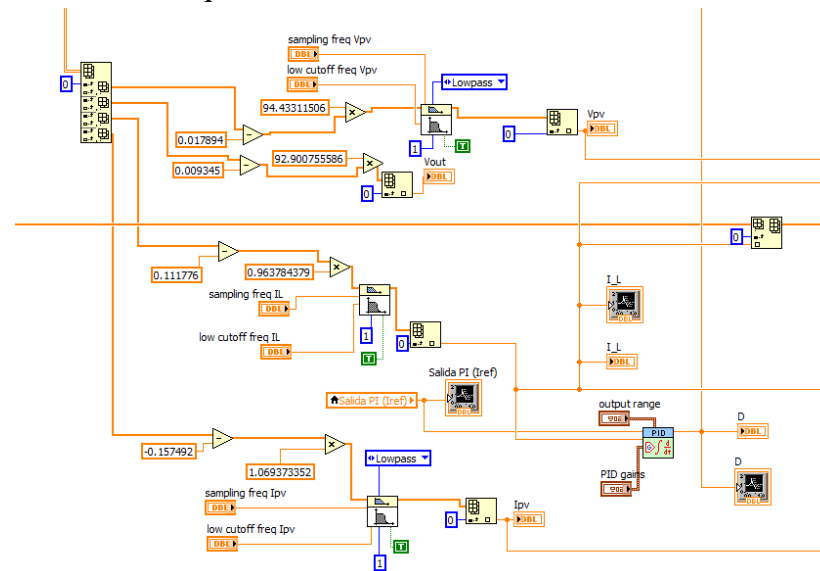 sampling freq Vpv
DBL
low cutoff freq Vpv
DBL
Lowpass
0
94.43311506
Vpv
DBL
0
0.017894
1
T
92.900755586
Vout
0.009345
DBL
0
0
0.111776
0.963784379
I_L
sampling freq IL
DBL
DBL
1
low cutoff freq IL
0
I_L
DBL
T
DBL
Salida PI (Iref)
Salida PI (Iref)
DBL
output range
D
PID
DBL
-0.157492
D
1.069373352
Lowpass
PID gains
DBL
sampling freq Ipv
DBL
Ipv
0
DBL
low cutoff freq Ipv
DBL
T
1